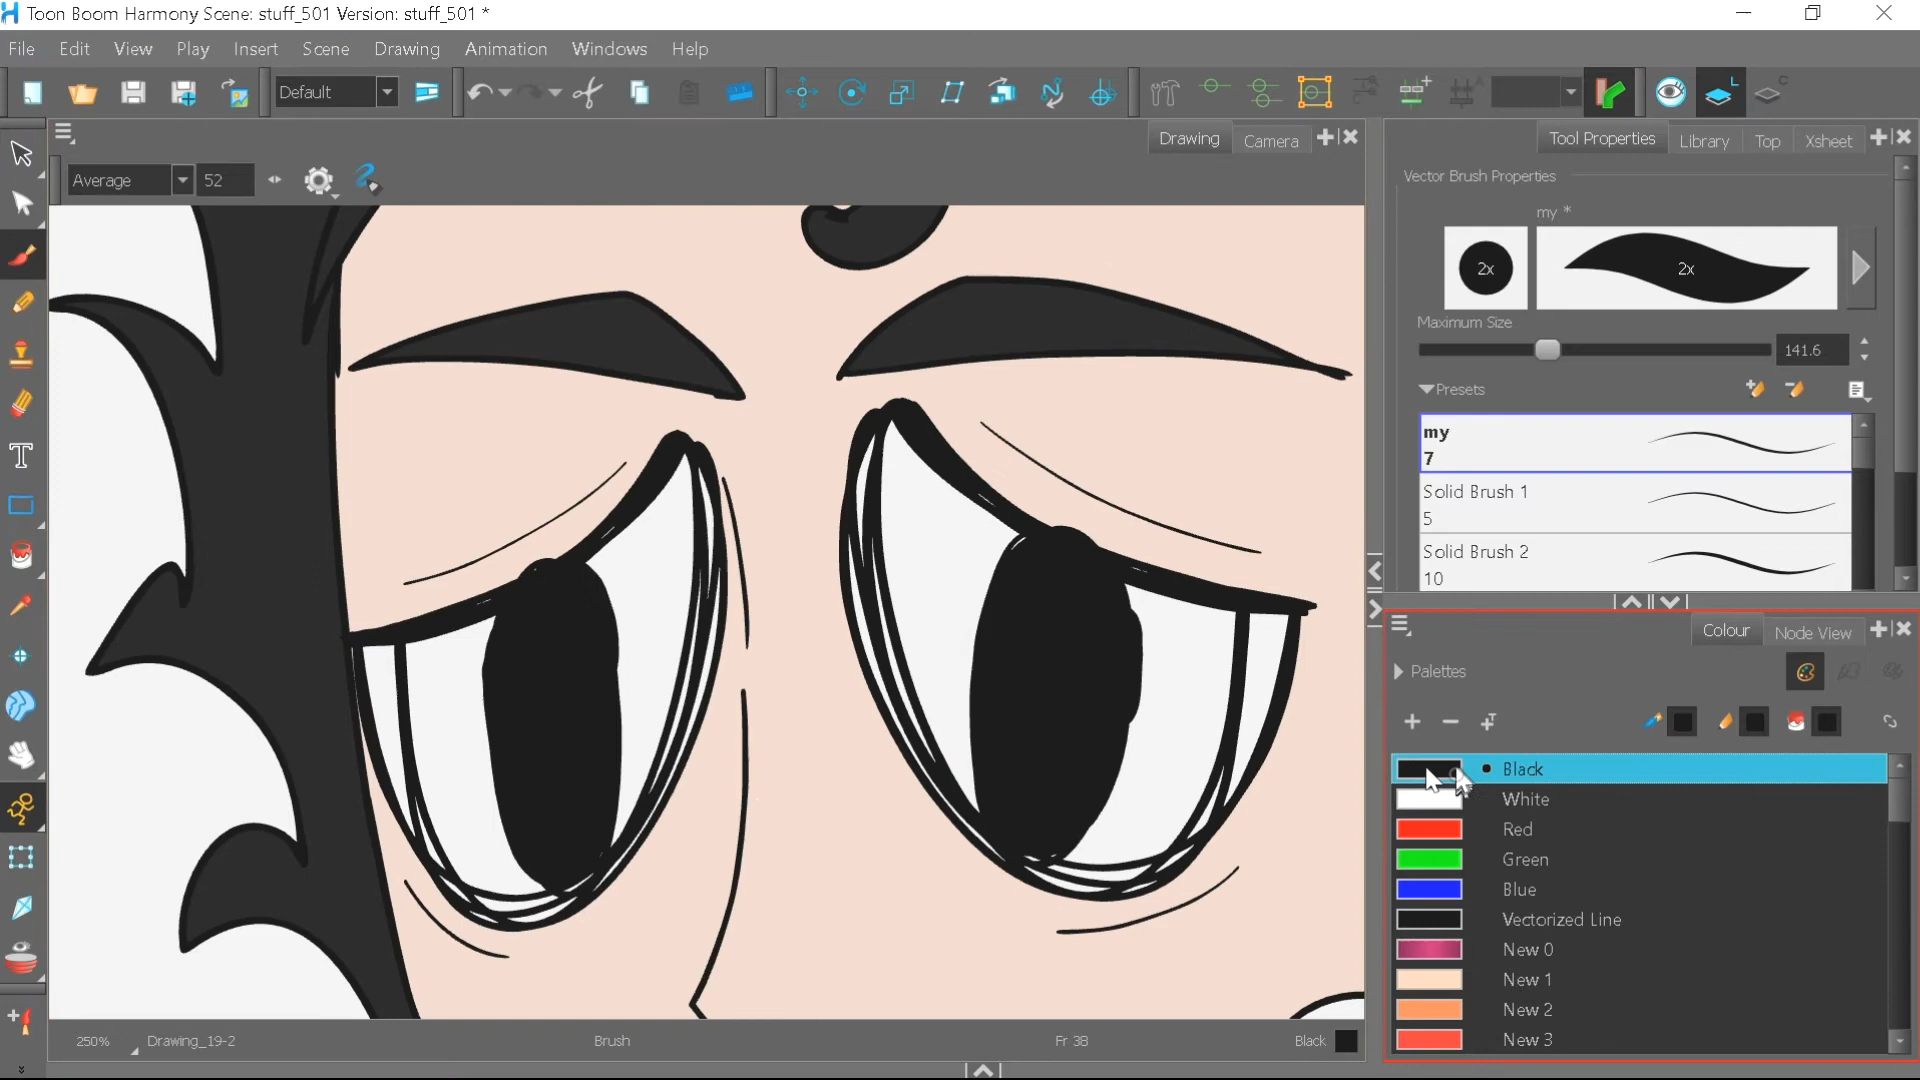 Toon Boom Harmony Scene: stuff_501 Version: stuff_501 *
File Edit View Play Insert Scene Drawing Animation Windows Help
Default
L
C
Drawing Camera
Average 52
Tool Properties Library Top Xsheet
Vector Brush Properties
my *
2x 2x
Maximum Size
141.6
Presets
my
7
Solid Brush 1
5
Solid Brush 2
10
Colour Node View
Palettes
Black
White
Red
Green
Blue
Vectorized Line
New 0
New 1
New 2
New 3
250% Drawing_19-2 Brush Fr 38 Black